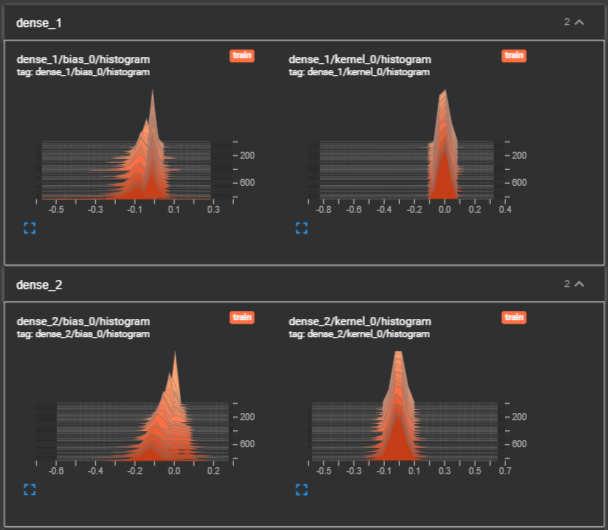 dense_1
2
dense_1/bias_0/histogram
train
tag: dense_1/bias_0/histogram
200
600
-0.5 -0.3 -0.1 0.1 0.3
dense_1/kernel_0/histogram
train
tag: dense_1/kernel_0/histogram
200
600
-0.8 -0.6 -0.4 -0.2 0.0 0.2 0.4
dense_2
2
dense_2/bias_0/histogram
train
tag: dense_2/bias_0/histogram
200
600
-0.6 -0.4 -0.2 0.0 0.2
dense_2/kernel_0/histogram
train
tag: dense_2/kernel_0/histogram
200
600
-0.5 -0.3 -0.1 0.1 0.3 0.5 0.7